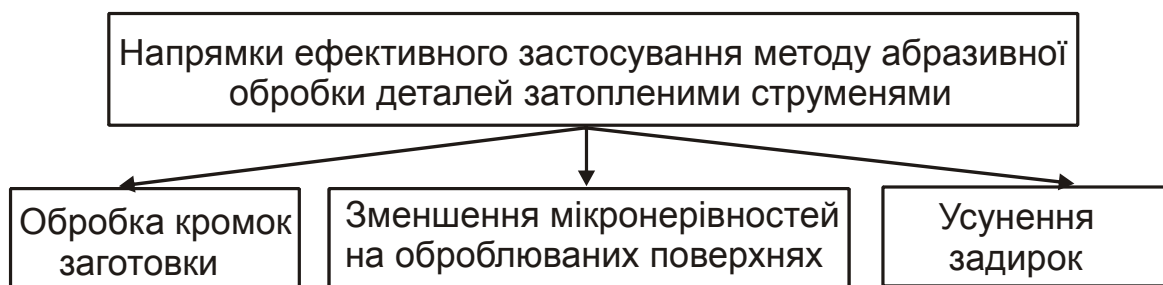 Напрямки ефективного застосування методу абразивної
обробки деталей затопленими струменями
Обробка кромок
заготовки
Зменшення мікронерівностей
на оброблюваних поверхнях
Усунення
задирок